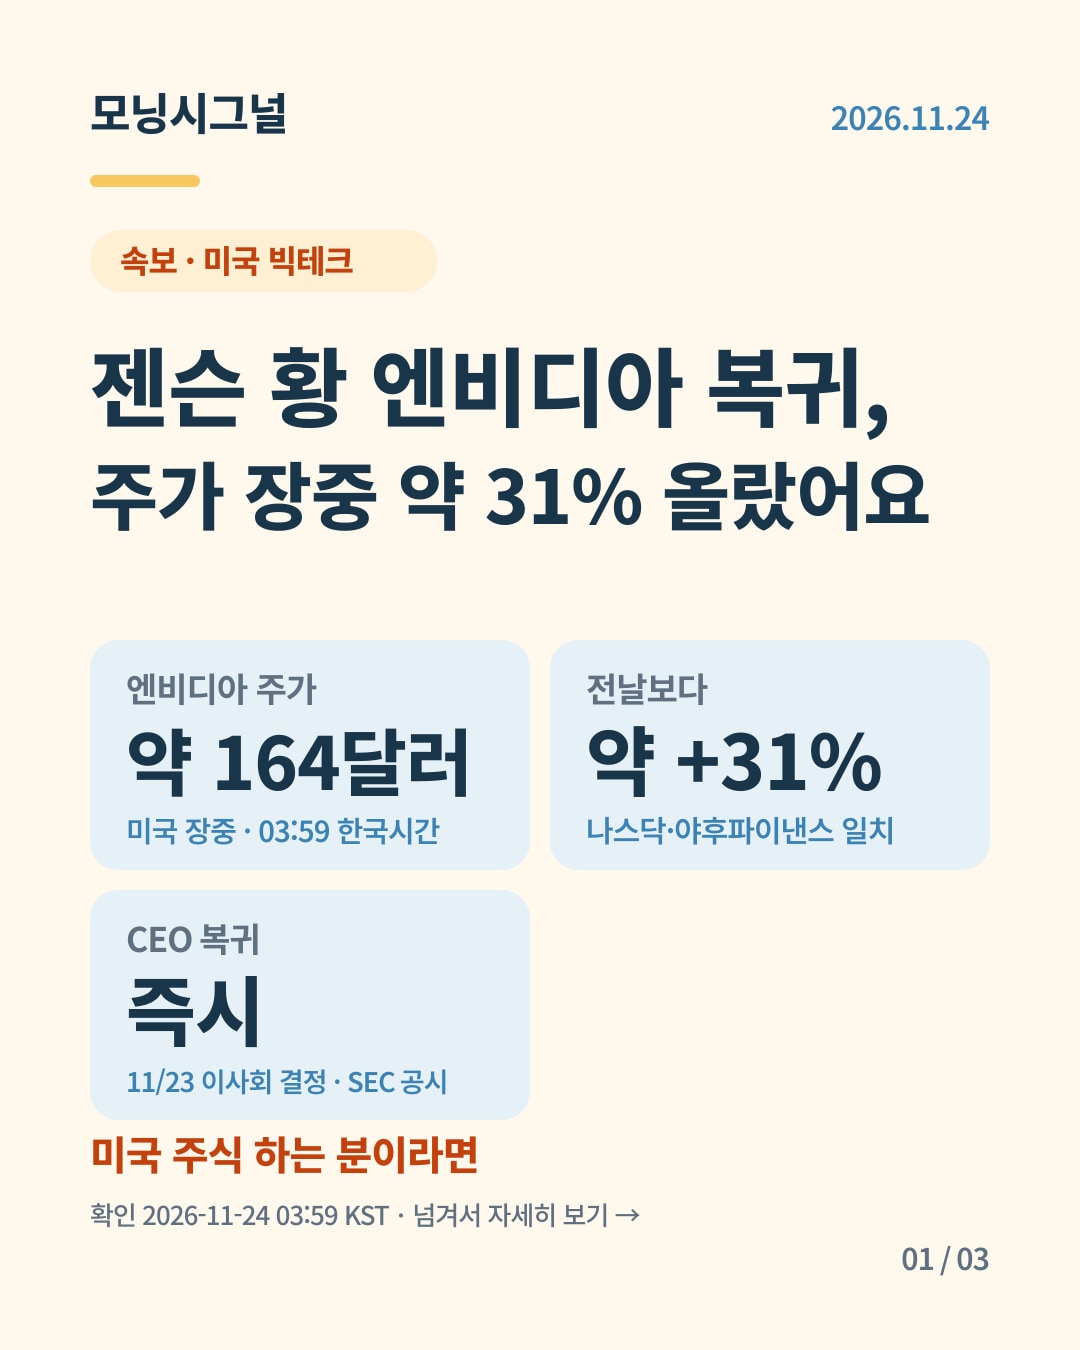 모닝시그널
2026.11.24
속보 · 미국 빅테크
젠슨 황 엔비디아 복귀,
주가 장중 약 31% 올랐어요
엔비디아 주가
약 164달러
미국 장중 · 03:59 한국시간
전날보다
약 +31%
나스닥·야후파이낸스 일치
CEO 복귀
즉시
11/23 이사회 결정 · SEC 공시
미국 주식 하는 분이라면
확인 2026-11-24 03:59 KST · 넘겨서 자세히 보기 →
01 / 03